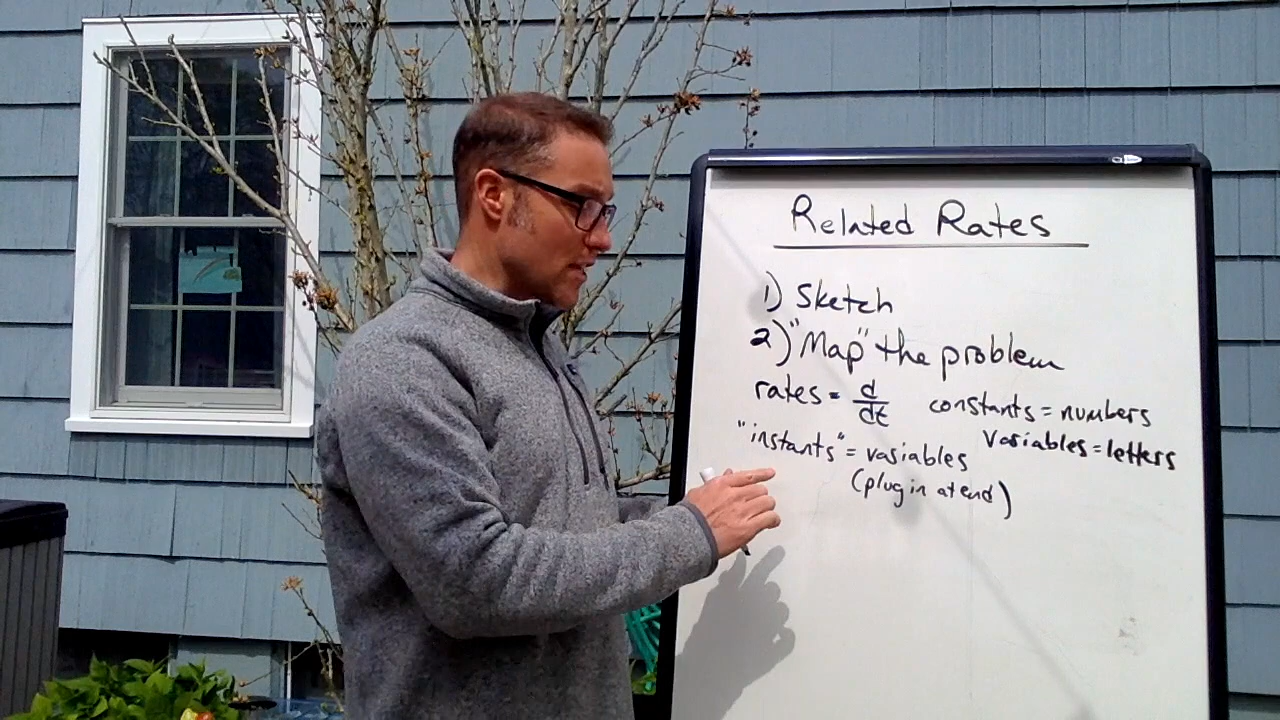 Related Rates
1) Sketch
2) "Map" the problem
rates = d/dt constants = numbers
variables = letters
"instants" = variables
(plug in at end)